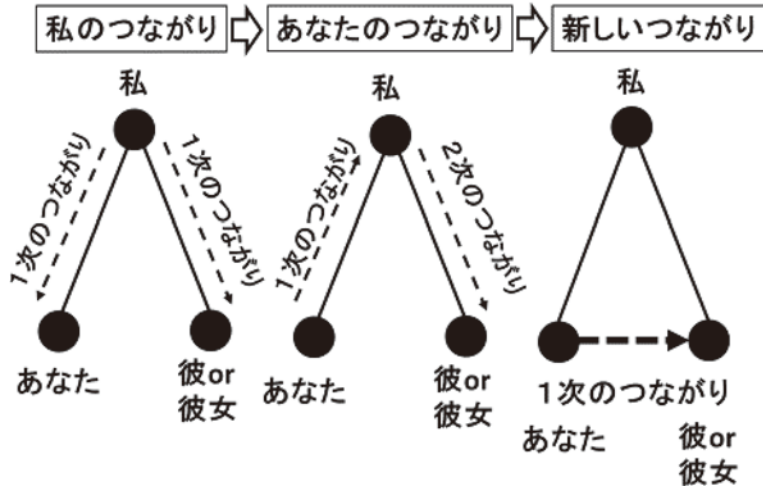 私のつながり
あなたのつながり
新しいつながり
私
1次のつながり
1次のつながり
あなた
彼or
彼女
私
1次のつながり
2次のつながり
あなた
彼or
彼女
私
1次のつながり
あなた
彼or
彼女